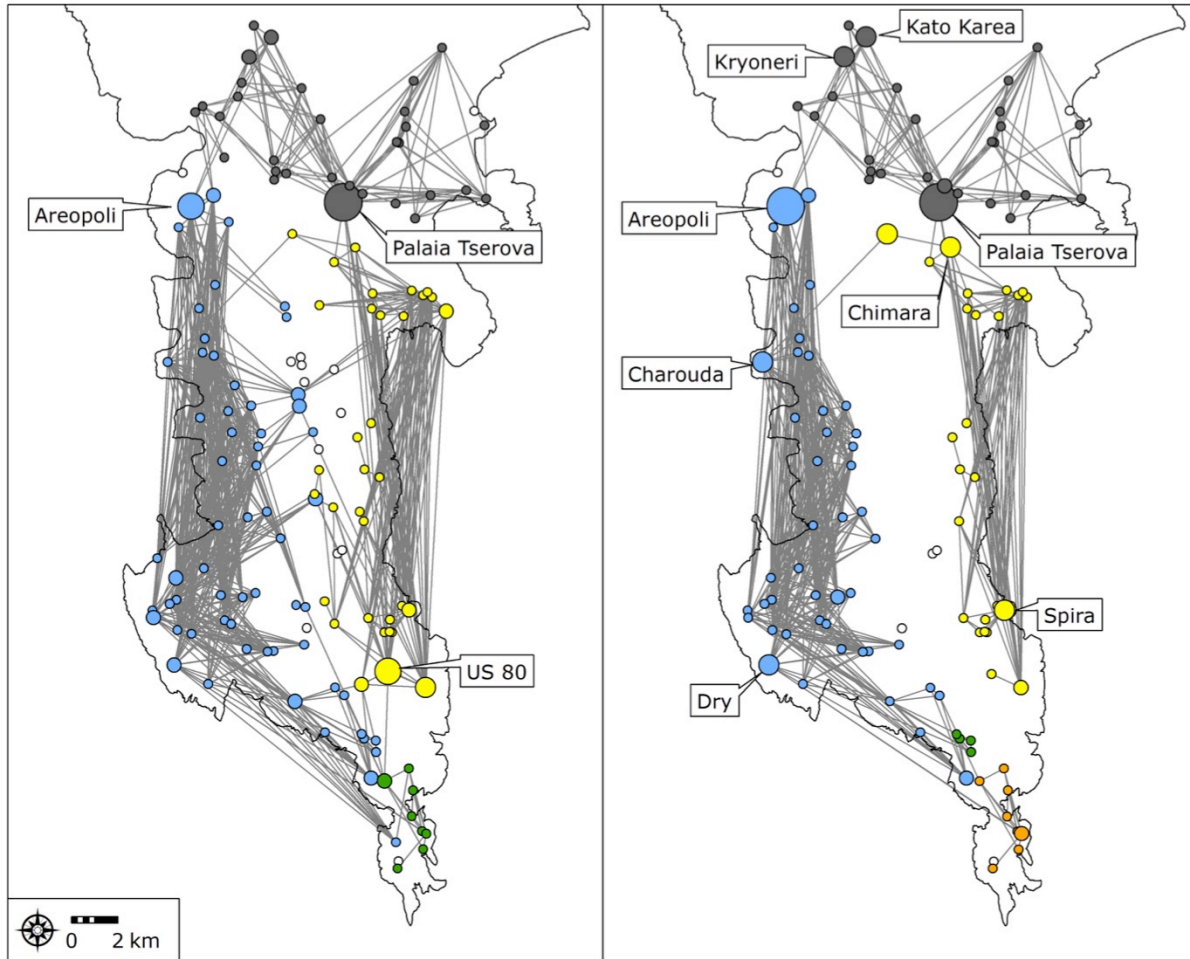 Areopoli
Palaia Tserova
US 80
0 2 km
Kato Karea
Kryoneri
Areopoli
Palaia Tserova
Chimara
Charouda
Spira
Dry